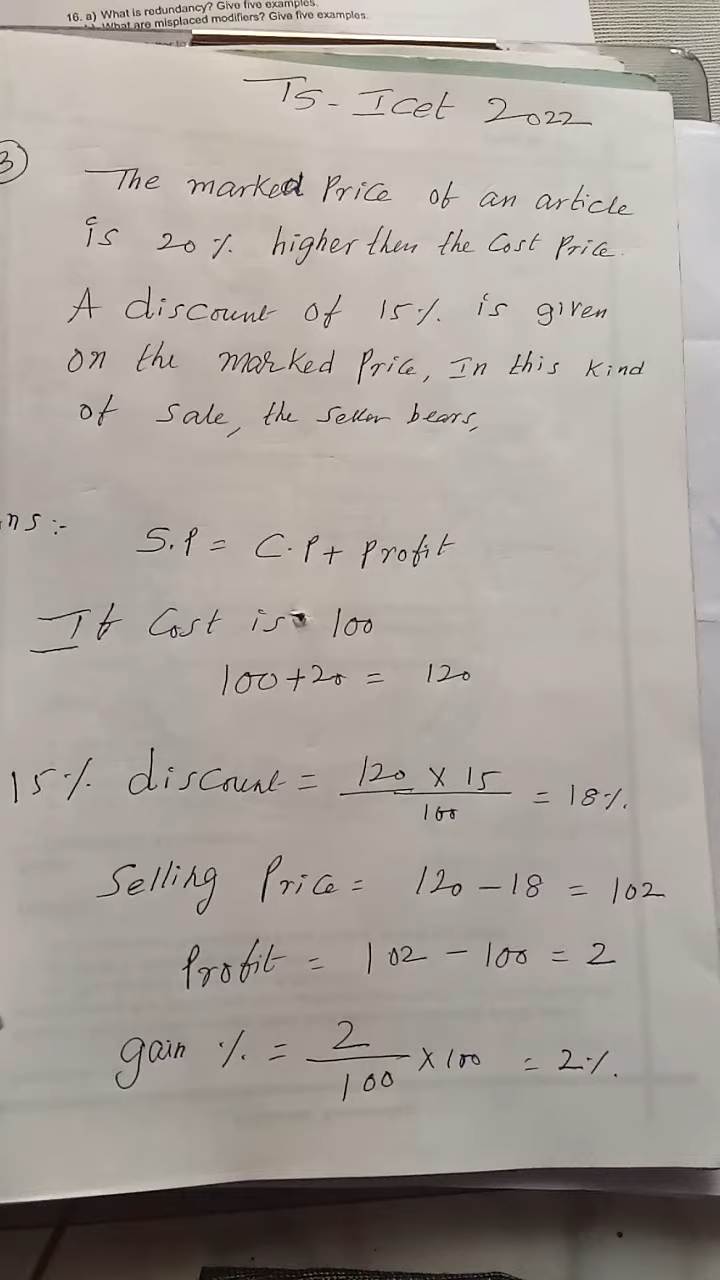 16. a) What is redundancy? Give five examples.
What are misplaced modifiers? Give five examples.
TS - Icet 2022
3
The marked Price of an article
is 20 % higher then the Cost Price.
A discount of 15 % is given
on the marked Price, In this kind
of sale, the seller bears,
ns :-
S.P = C.P + Profit
If Cost is 100
100 + 20 = 120
15 % discount = 120 X 15 / 100 = 18 %.
Selling Price = 120 - 18 = 102
Profit = 102 - 100 = 2
gain % = 2 / 100 X 100 = 2 %.